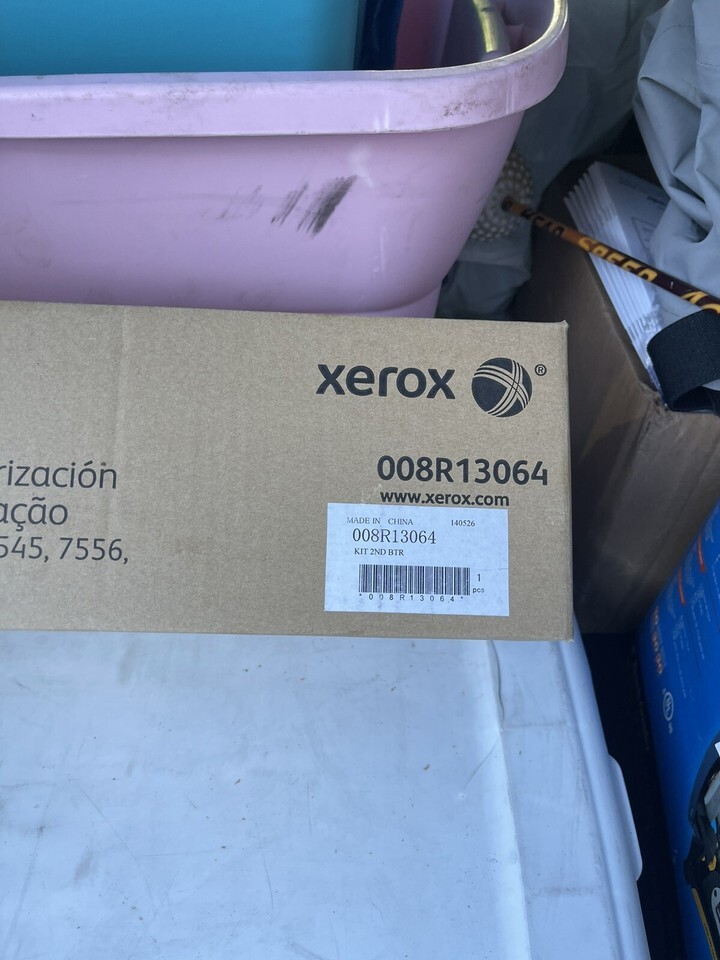 xerox ®
008R13064
www.xerox.com
rización
ação
545, 7556,
MADE IN CHINA 140526
008R13064
KIT 2ND BTR
1
pcs
*008R13064*
SPEED